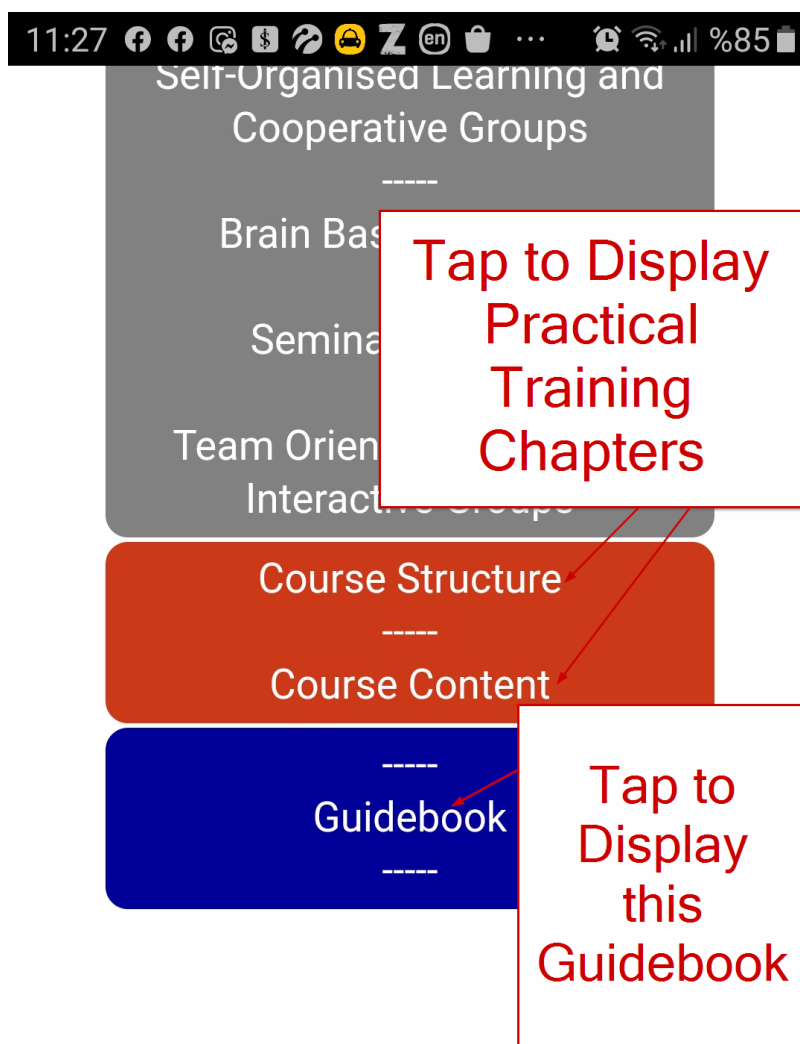 11:27 %85
Self-Organised Learning and
Cooperative Groups
-----
Brain Bas
Semina
Team Orien
Interactive Groups
Tap to Display
Practical
Training
Chapters
Course Structure
-----
Course Content
-----
Guidebook
-----
Tap to
Display
this
Guidebook